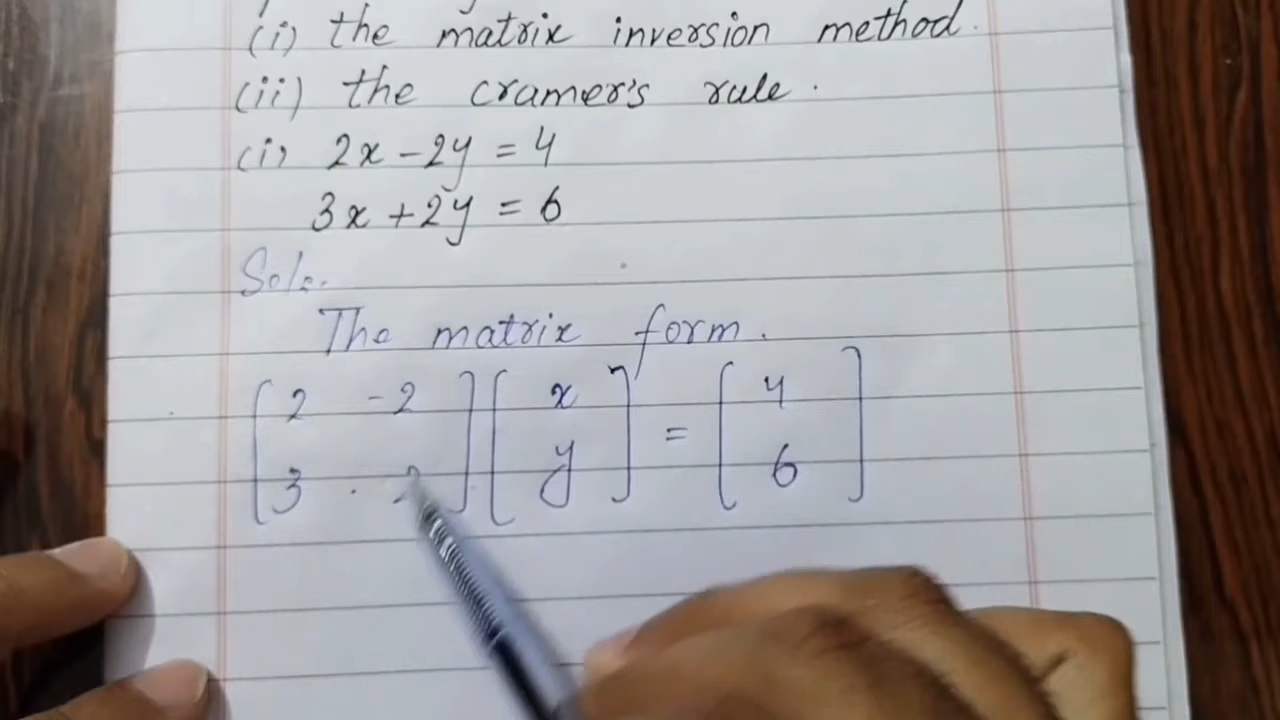 (i) the matrix inversion method.
(ii) the cramer's rule.
(i) 2x - 2y = 4
3x + 2y = 6
Sol:.
The matrix form.
[2 -2] [x] = [4]
[3 2] [y] [6]